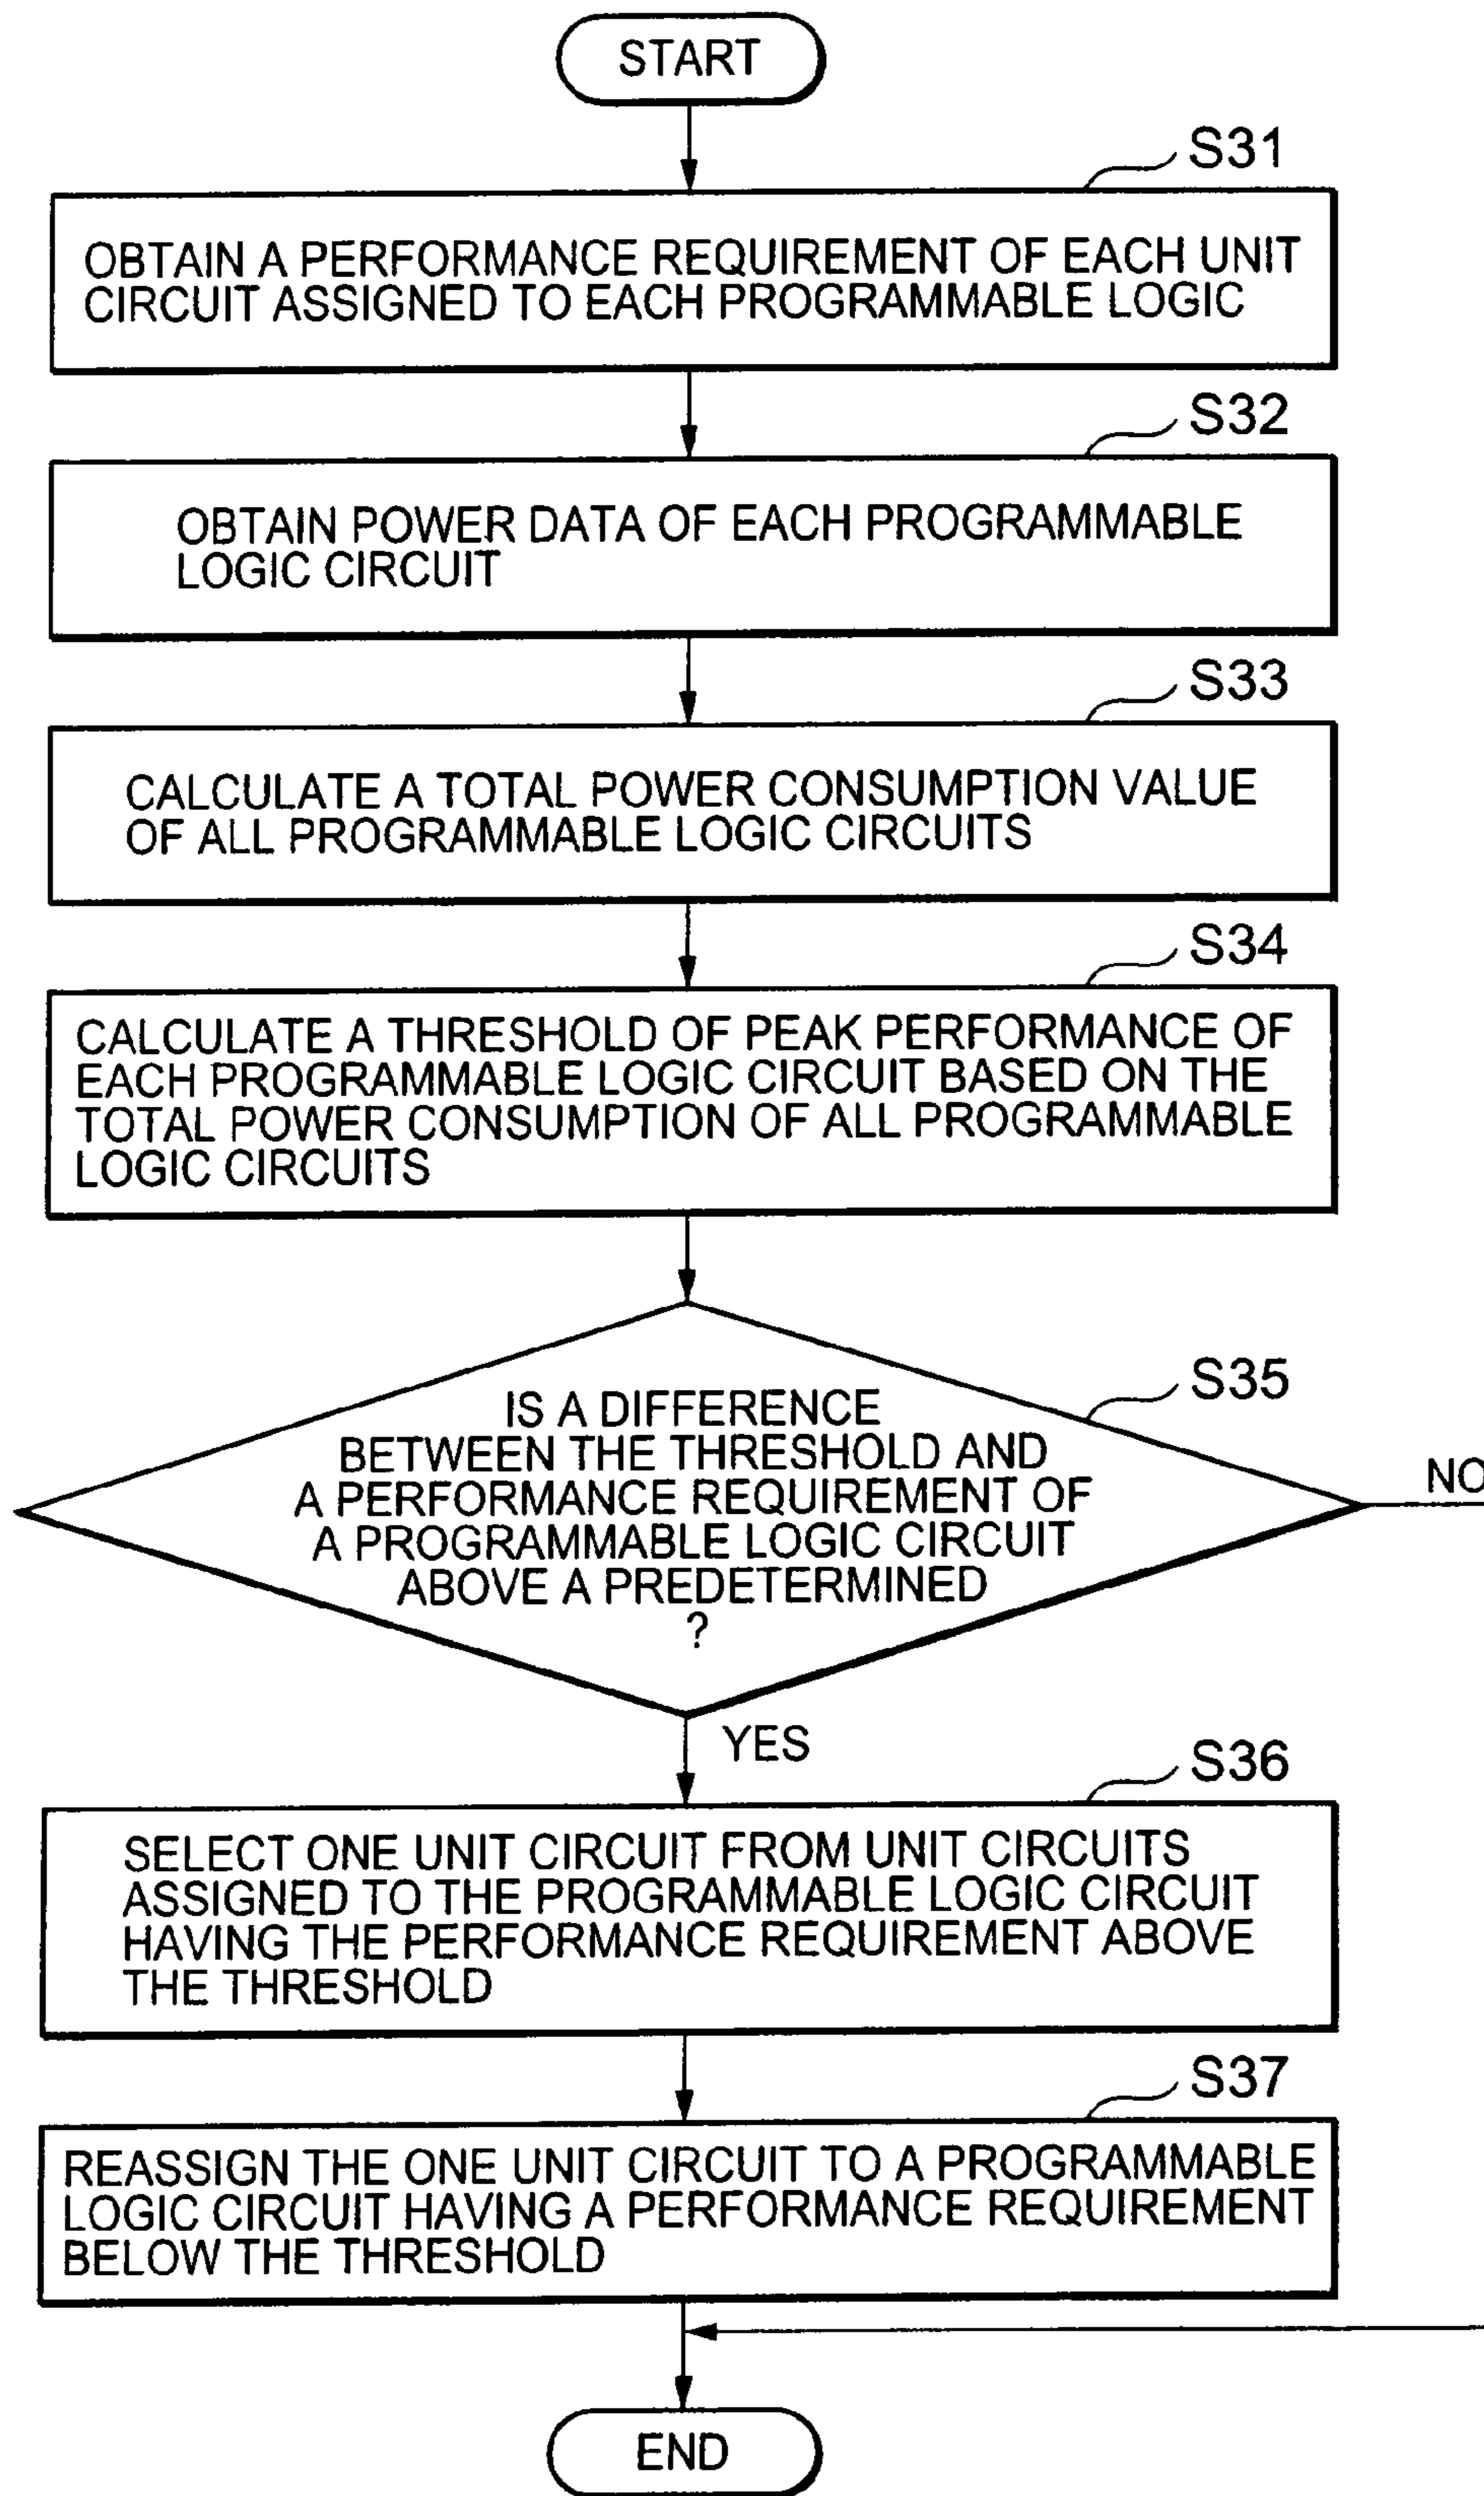 START
S31
OBTAIN A PERFORMANCE REQUIREMENT OF EACH UNIT
CIRCUIT ASSIGNED TO EACH PROGRAMMABLE LOGIC
S32
OBTAIN POWER DATA OF EACH PROGRAMMABLE
LOGIC CIRCUIT
S33
CALCULATE A TOTAL POWER CONSUMPTION VALUE
OF ALL PROGRAMMABLE LOGIC CIRCUITS
S34
CALCULATE A THRESHOLD OF PEAK PERFORMANCE OF
EACH PROGRAMMABLE LOGIC CIRCUIT BASED ON THE
TOTAL POWER CONSUMPTION OF ALL PROGRAMMABLE
LOGIC CIRCUITS
S35
IS A DIFFERENCE
BETWEEN THE THRESHOLD AND
A PERFORMANCE REQUIREMENT OF
A PROGRAMMABLE LOGIC CIRCUIT
ABOVE A PREDETERMINED
?
NO
YES
S36
SELECT ONE UNIT CIRCUIT FROM UNIT CIRCUITS
ASSIGNED TO THE PROGRAMMABLE LOGIC CIRCUIT
HAVING THE PERFORMANCE REQUIREMENT ABOVE
THE THRESHOLD
S37
REASSIGN THE ONE UNIT CIRCUIT TO A PROGRAMMABLE
LOGIC CIRCUIT HAVING A PERFORMANCE REQUIREMENT
BELOW THE THRESHOLD
END